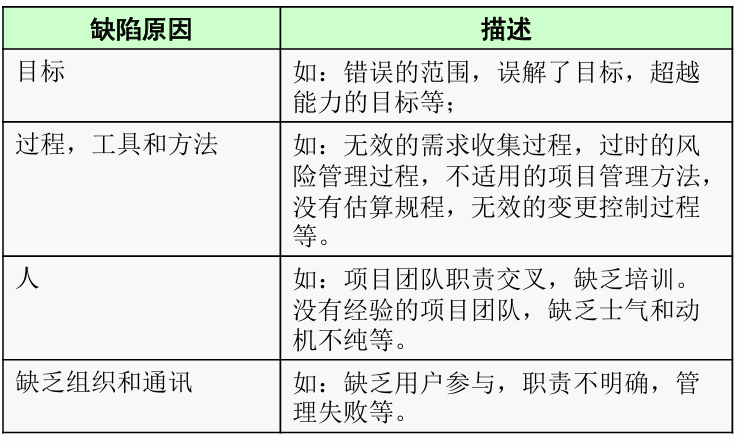 缺陷原因
描述
目标
如：错误的范围，误解了目标，超越
能力的目标等；
过程，工具和方法
如：无效的需求收集过程，过时的风
险管理过程，不适用的项目管理方法，
没有估算规程，无效的变更控制过程
等。
人
如：项目团队职责交叉，缺乏培训。
没有经验的项目团队，缺乏士气和动
机不纯等。
缺乏组织和通讯
如：缺乏用户参与，职责不明确，管
理失败等。